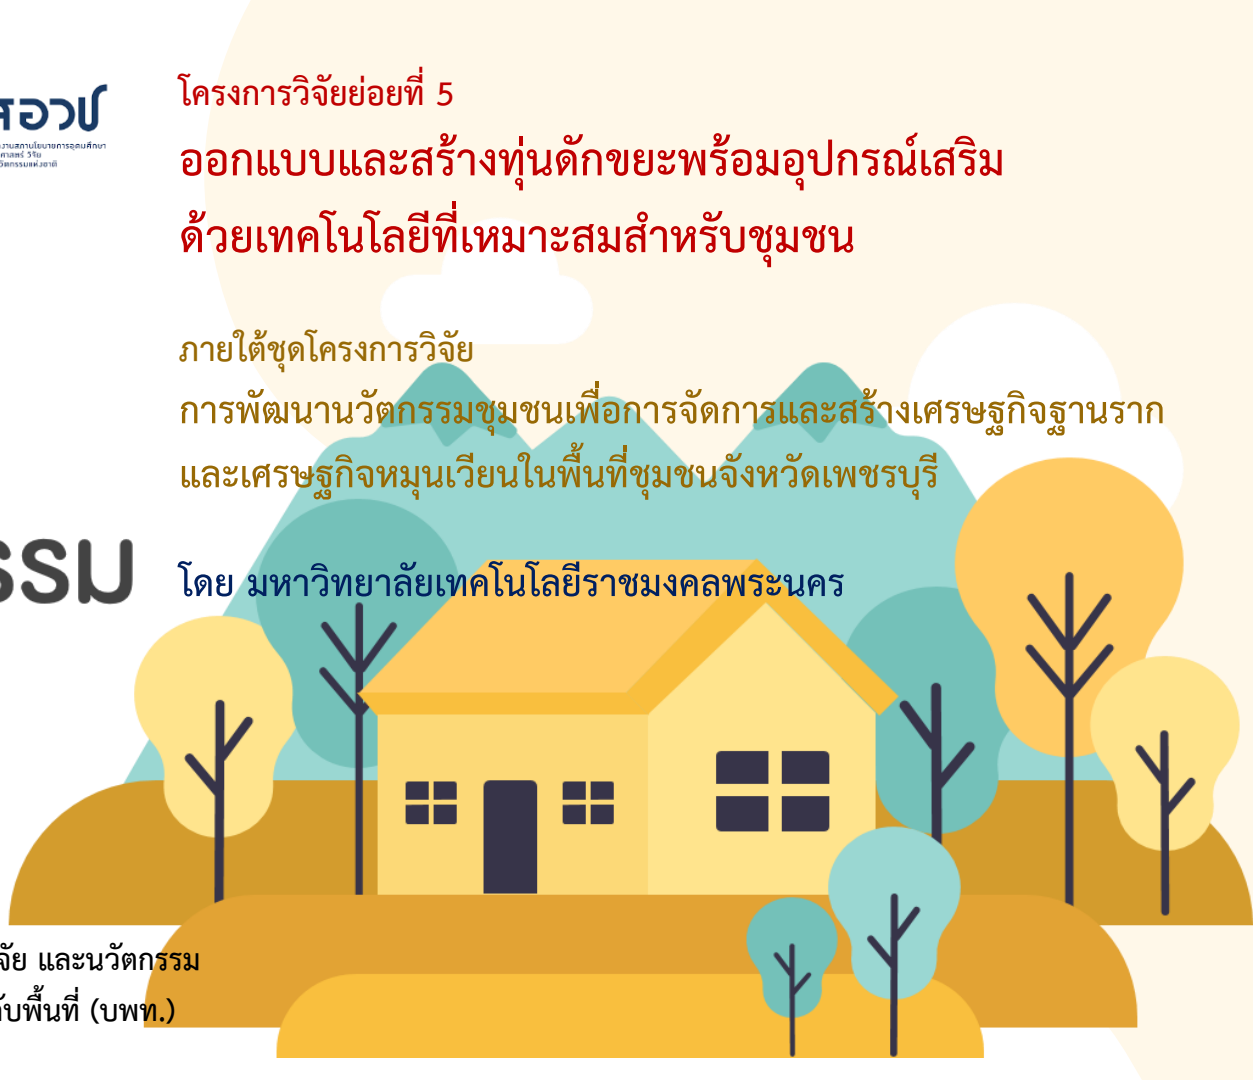 สอวช
โครงการวิจัยย่อยที่ 5
ออกแบบและสร้างทุ่นดักขยะพร้อมอุปกรณ์เสริม
ด้วยเทคโนโลยีที่เหมาะสมสำหรับชุมชน
ภายใต้ชุดโครงการวิจัย
การพัฒนานวัตกรรมชุมชนเพื่อการจัดการและสร้างเศรษฐกิจฐานราก
และเศรษฐกิจหมุนเวียนในพื้นที่ชุมชนจังหวัดเพชรบุรี
รรม
โดย มหาวิทยาลัยเทคโนโลยีราชมงคลพระนคร
จัย และนวัตกรรม
ับพื้นที่ (บพท.)